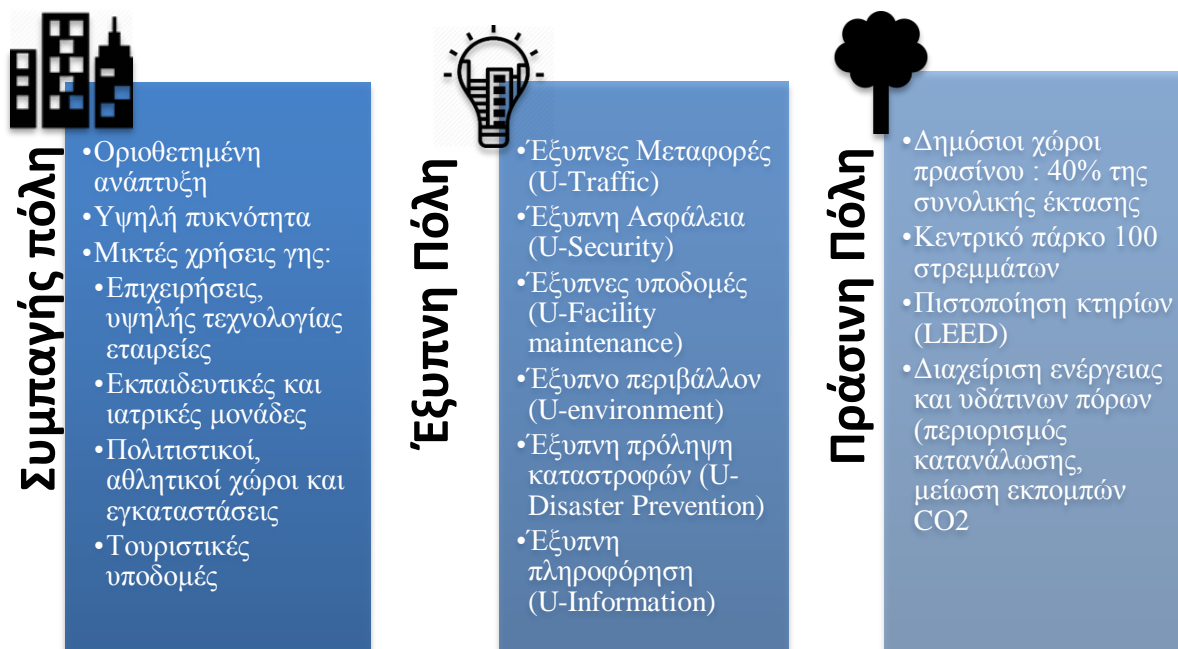 Συμπαγής πόλη
•Οριοθετημένη
ανάπτυξη
•Υψηλή πυκνότητα
•Μικτές χρήσεις γης:
•Επιχειρήσεις,
υψηλής τεχνολογίας
εταιρείες
•Εκπαιδευτικές και
ιατρικές μονάδες
•Πολιτιστικοί,
αθλητικοί χώροι και
εγκαταστάσεις
•Τουριστικές
υποδομές
Έξυπνη Πόλη
•Έξυπνες Μεταφορές
(U-Traffic)
•Έξυπνη Ασφάλεια
(U-Security)
•Έξυπνες υποδομές
(U-Facility
maintenance)
•Έξυπνο περιβάλλον
(U-environment)
•Έξυπνη πρόληψη
καταστροφών (U-
Disaster Prevention)
•Έξυπνη
πληροφόρηση
(U-Information)
Πράσινη Πόλη
•Δημόσιοι χώροι
πρασίνου : 40% της
συνολικής έκτασης
•Κεντρικό πάρκο 100
στρεμμάτων
•Πιστοποίηση κτηρίων
(LEED)
•Διαχείριση ενέργειας
και υδάτινων πόρων
(περιορισμός
κατανάλωσης,
μείωση εκπομπών
CO2